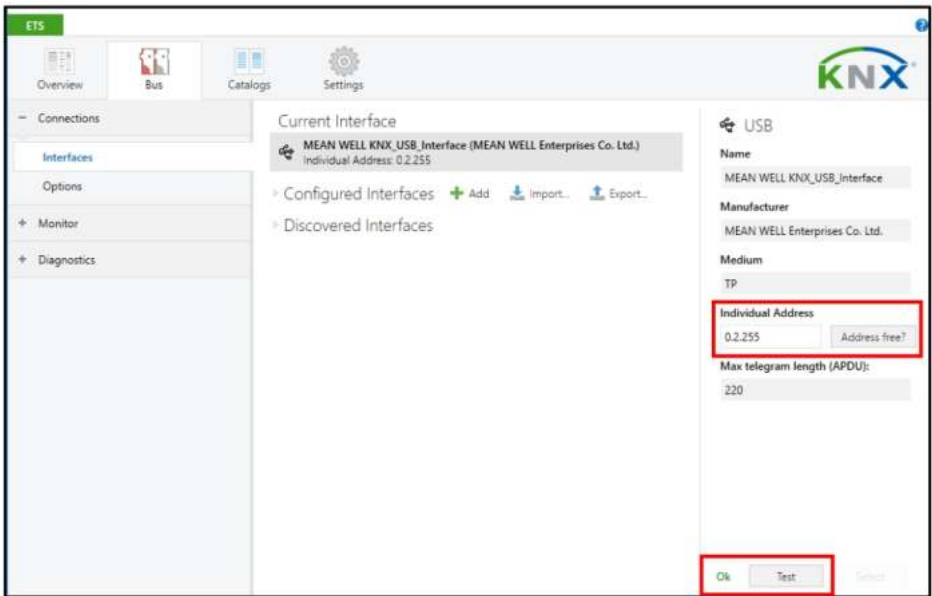 ETS
Overview
Bus
Catalogs
Settings
KNX
Connections
Interfaces
Options
Monitor
Diagnostics
Current Interface
MEAN WELL KNX_USB_Interface (MEAN WELL Enterprises Co. Ltd.)
Individual Address: 0.2.255
Configured Interfaces + Add Import... Export...
Discovered Interfaces
USB
Name
MEAN WELL KNX_USB_Interface
Manufacturer
MEAN WELL Enterprises Co. Ltd.
Medium
TP
Individual Address
0.2.255 Address free?
Max telegram length (APDU):
220
Ok Test Select